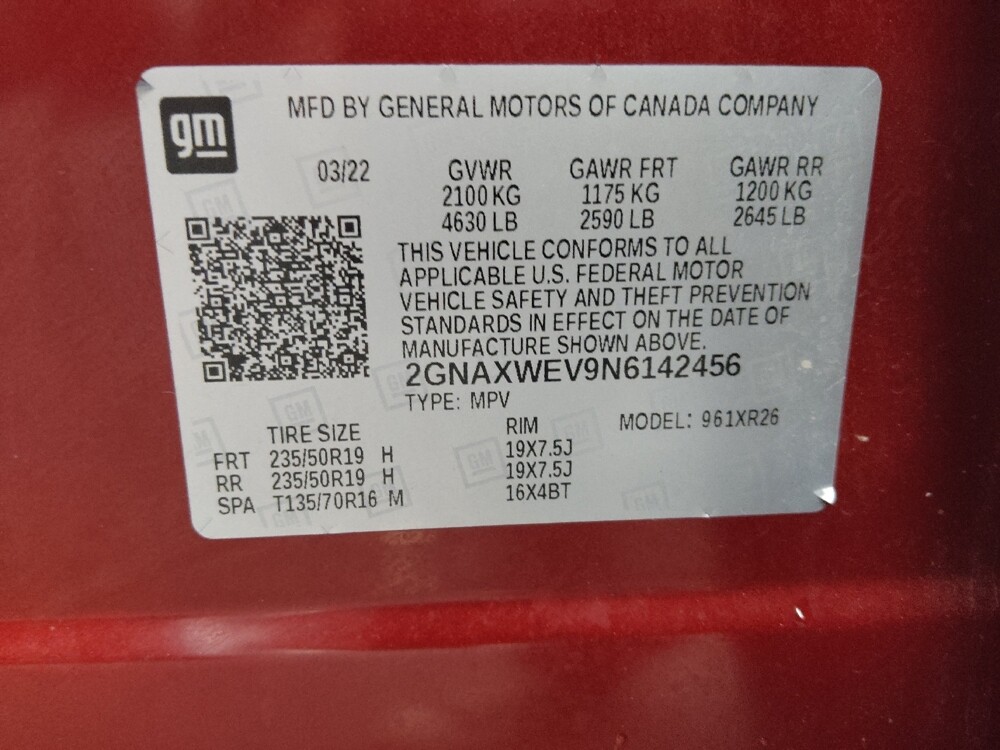 gm
MFD BY GENERAL MOTORS OF CANADA COMPANY
03/22 GVWR GAWR FRT GAWR RR
2100 KG 1175 KG 1200 KG
4630 LB 2590 LB 2645 LB
THIS VEHICLE CONFORMS TO ALL
APPLICABLE U.S. FEDERAL MOTOR
VEHICLE SAFETY AND THEFT PREVENTION
STANDARDS IN EFFECT ON THE DATE OF
MANUFACTURE SHOWN ABOVE.
2GNAXWEV9N6142456
TYPE: MPV
TIRE SIZE RIM MODEL: 961XR26
FRT 235/50R19 H 19X7.5J
RR 235/50R19 H 19X7.5J
SPA T135/70R16 M 16X4BT